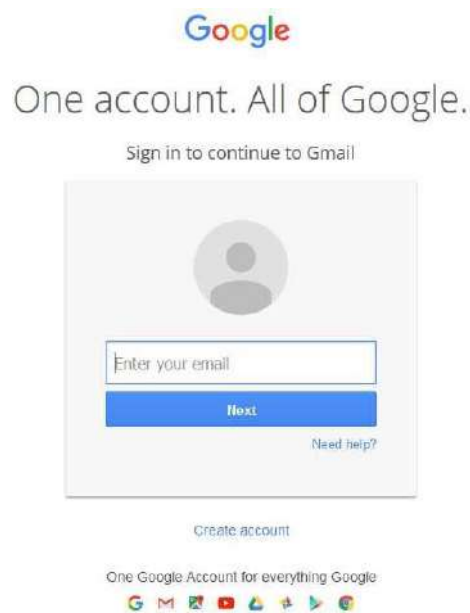 Google
One account. All of Google.
Sign in to continue to Gmail
Enter your email
Next
Need help?
Create account
One Google Account for everything Google